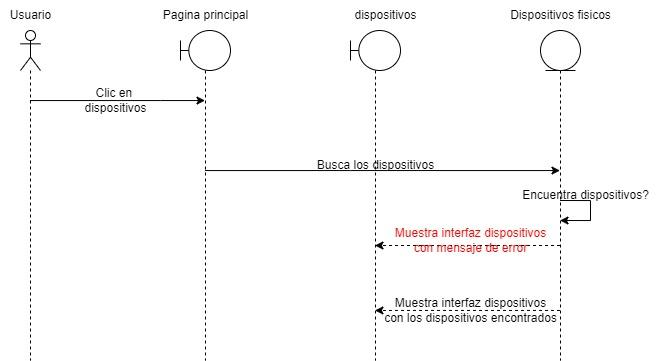 Usuario
Pagina principal
dispositivos
Dispositivos fisicos
Clic en
dispositivos
Busca los dispositivos
Encuentra dispositivos?
Muestra interfaz dispositivos
con mensaje de error
Muestra interfaz dispositivos
con los dispositivos encontrados